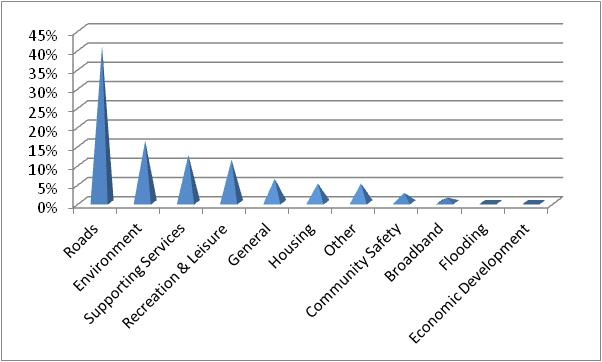 45%
40%
35%
30%
25%
20%
15%
10%
5%
0%
Roads
Environment
Supporting Services
Recreation & Leisure
General
Housing
Other
Community Safety
Broadband
Flooding
Economic Development